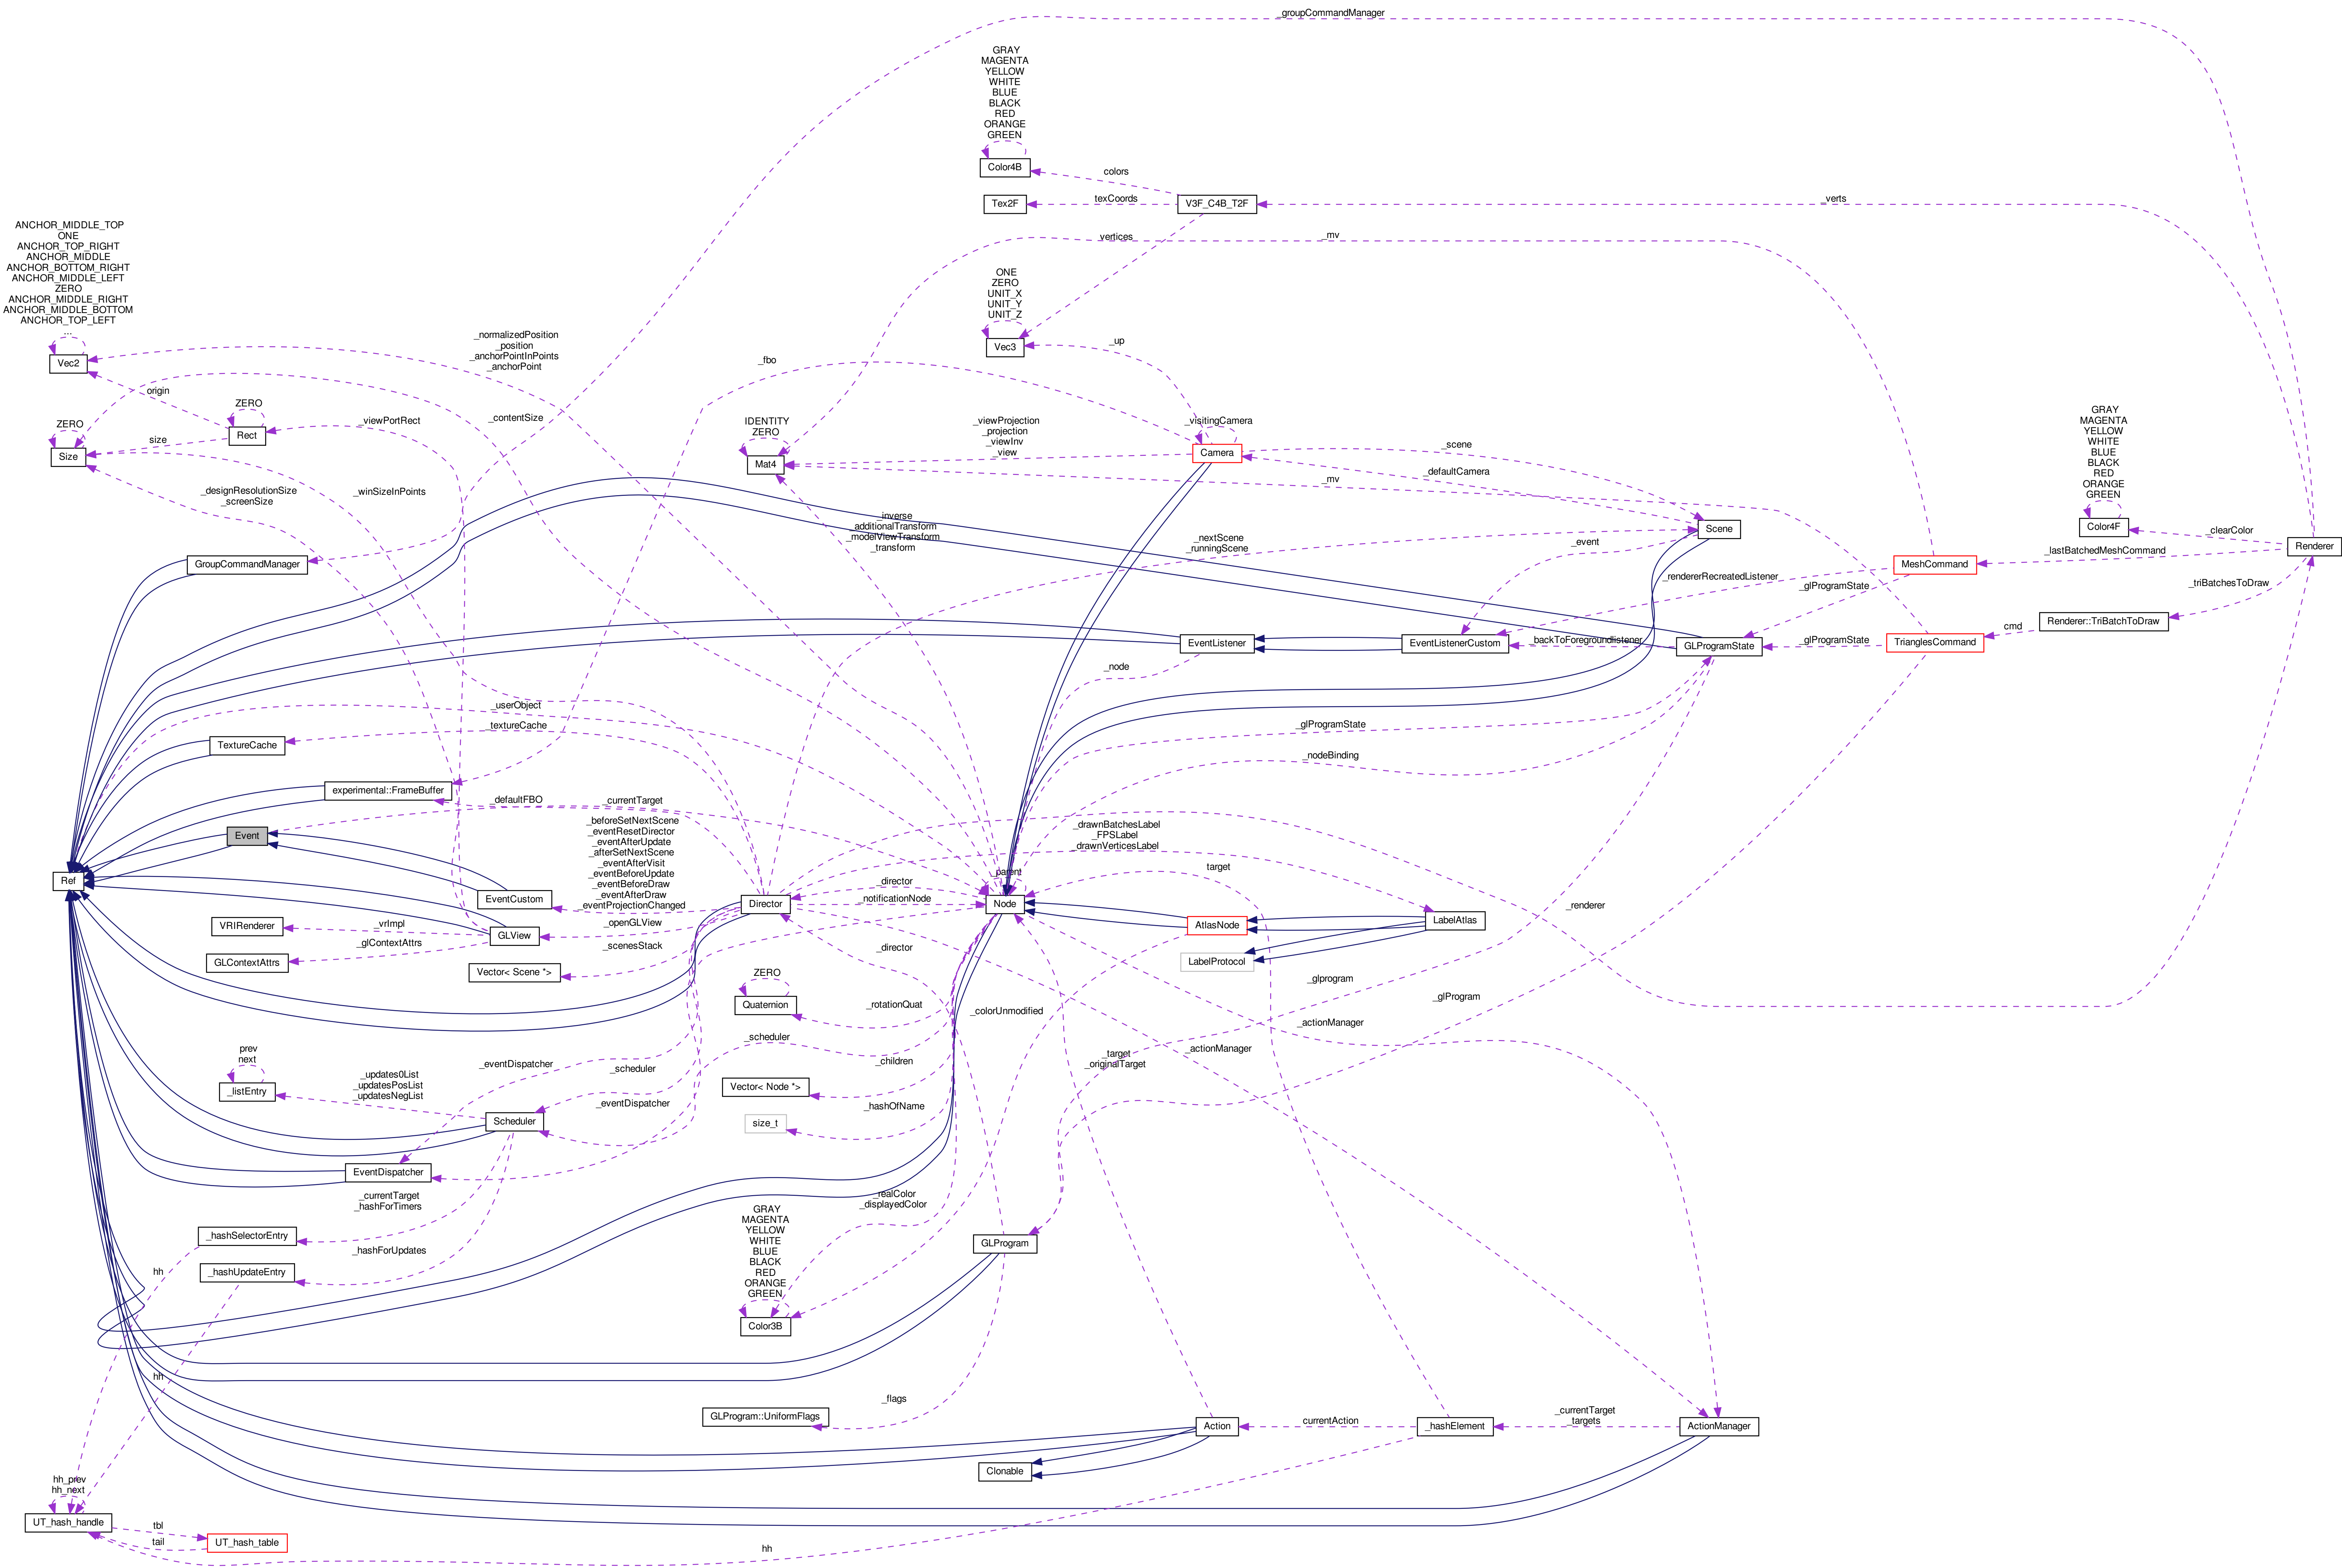 _groupCommandManager
GRAY
MAGENTA
YELLOW
WHITE
BLUE
BLACK
RED
ORANGE
GREEN
Color4B
colors
Tex2F
texCoords
V3F_C4B_T2F
_verts
vertices
_mv
ANCHOR_MIDDLE_TOP
ONE
ANCHOR_TOP_RIGHT
ANCHOR_MIDDLE
ANCHOR_BOTTOM_RIGHT
ANCHOR_MIDDLE_LEFT
ZERO
ANCHOR_MIDDLE_RIGHT
ANCHOR_MIDDLE_BOTTOM
ANCHOR_TOP_LEFT
...
Vec2
ONE
ZERO
UNIT_X
UNIT_Y
UNIT_Z
Vec3
_normalizedPosition
_position
_anchorPointInPoints
_anchorPoint
_fbo
_up
origin
ZERO
Rect
_viewPortRect
_contentSize
ZERO
Size
size
IDENTITY
ZERO
Mat4
_viewProjection
_projection
_viewInv
_view
_visitingCamera
Camera
_scene
_defaultCamera
_mv
GRAY
MAGENTA
YELLOW
WHITE
BLUE
BLACK
RED
ORANGE
GREEN
Color4F
_clearColor
Renderer
_designResolutionSize
_screenSize
_winSizeInPoints
_inverse
_additionalTransform
_modelViewTransform
_transform
_nextScene
_runningScene
Scene
_event
_lastBatchedMeshCommand
MeshCommand
GroupCommandManager
_rendererRecreatedListener
_glProgramState
_triBatchesToDraw
Renderer::TriBatchToDraw
cmd
TrianglesCommand
_glProgramState
GLProgramState
_backToForegroundlistener
EventListenerCustom
EventListener
_node
_userObject
_textureCache
TextureCache
_glProgramState
_nodeBinding
experimental::FrameBuffer
_defaultFBO
_currentTarget
Event
_beforeSetNextScene
_eventResetDirector
_eventAfterUpdate
_afterSetNextScene
_eventAfterVisit
_eventBeforeUpdate
_eventBeforeDraw
_eventAfterDraw
_eventProjectionChanged
_drawnBatchesLabel
_FPSLabel
_drawnVerticesLabel
target
Ref
EventCustom
Director
_director
_parent
Node
_notificationNode
_renderer
LabelAtlas
AtlasNode
VRIRenderer
_vrImpl
GLView
_openGLView
GLContextAttrs
_glContextAttrs
_scenesStack
Vector< Scene *>
_director
LabelProtocol
_glprogram
_glProgram
ZERO
Quaternion
_rotationQuat
_colorUnmodified
_actionManager
_scheduler
_target
_originalTarget
_actionManager
prev
next
_listEntry
_updates0List
_updatesPosList
_updatesNegList
_eventDispatcher
_scheduler
_children
Vector< Node *>
_eventDispatcher
_hashOfName
size_t
Scheduler
EventDispatcher
_currentTarget
_hashForTimers
_realColor
_displayedColor
_hashSelectorEntry
_hashForUpdates
_hashUpdateEntry
hh
GRAY
MAGENTA
YELLOW
WHITE
BLUE
BLACK
RED
ORANGE
GREEN
Color3B
GLProgram
hh
_flags
GLProgram::UniformFlags
Action
currentAction
_hashElement
_currentTarget
_targets
ActionManager
Clonable
hh_prev
hh_next
UT_hash_handle
tbl
tail
UT_hash_table
hh